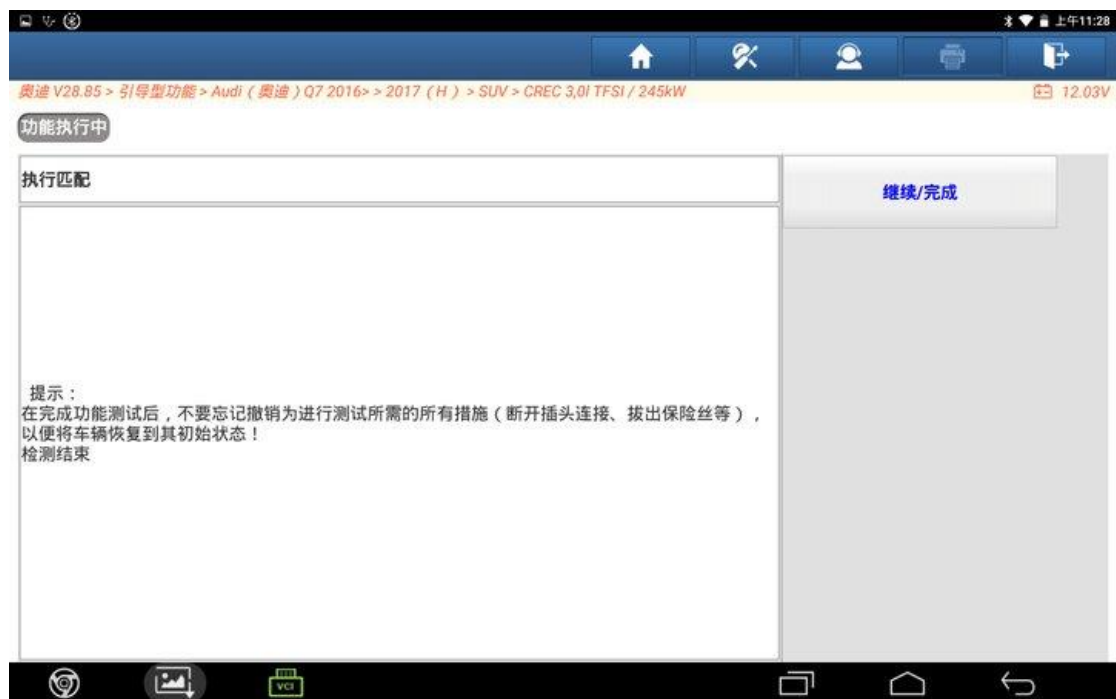 上午11:28
奥迪 V28.85 > 引导型功能 > Audi（奥迪）Q7 2016> > 2017（H）> SUV > CREC 3,0l TFSI / 245kW
12.03V
功能执行中
执行匹配
继续/完成
提示：
在完成功能测试后，不要忘记撤销为进行测试所需的所有措施（断开插头连接、拔出保险丝等），
以便将车辆恢复到其初始状态！
检测结束
VCI